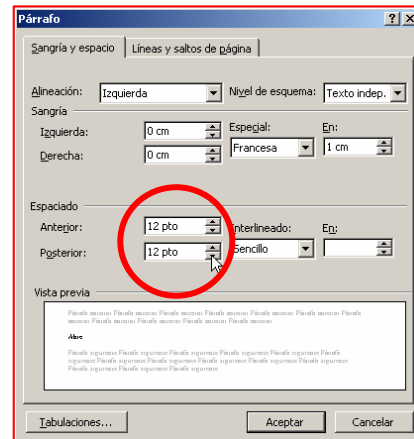 Párrafo
Sangría y espacio Líneas y saltos de página
Alineación: Izquierda Nivel de esquema: Texto indep.
Sangría
Izquierda: 0 cm Especial: En:
Derecha: 0 cm Francesa 1 cm
Espaciado
Anterior: 12 pto Interlineado: En:
Posterior: 12 pto Sencillo
Vista previa
Abre
Tabulaciones... Aceptar Cancelar